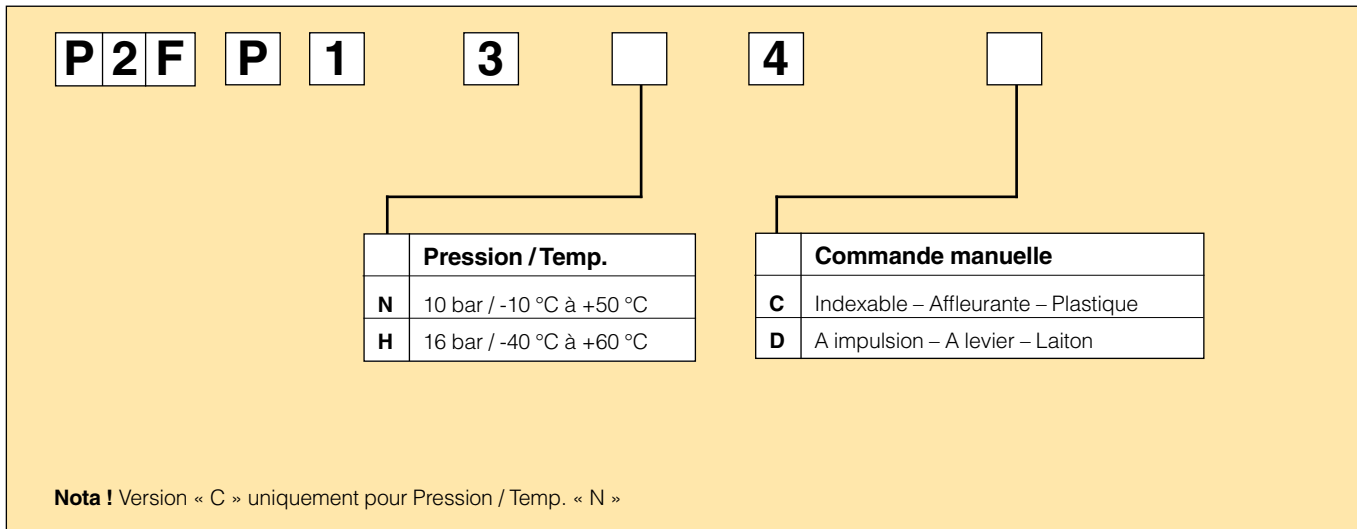 P 2 F P 1 3 4
Pression / Temp.
N 10 bar / -10 °C à +50 °C
H 16 bar / -40 °C à +60 °C
Commande manuelle
C Indexable – Affleurante – Plastique
D A impulsion – A levier – Laiton
Nota ! Version « C » uniquement pour Pression / Temp. « N »